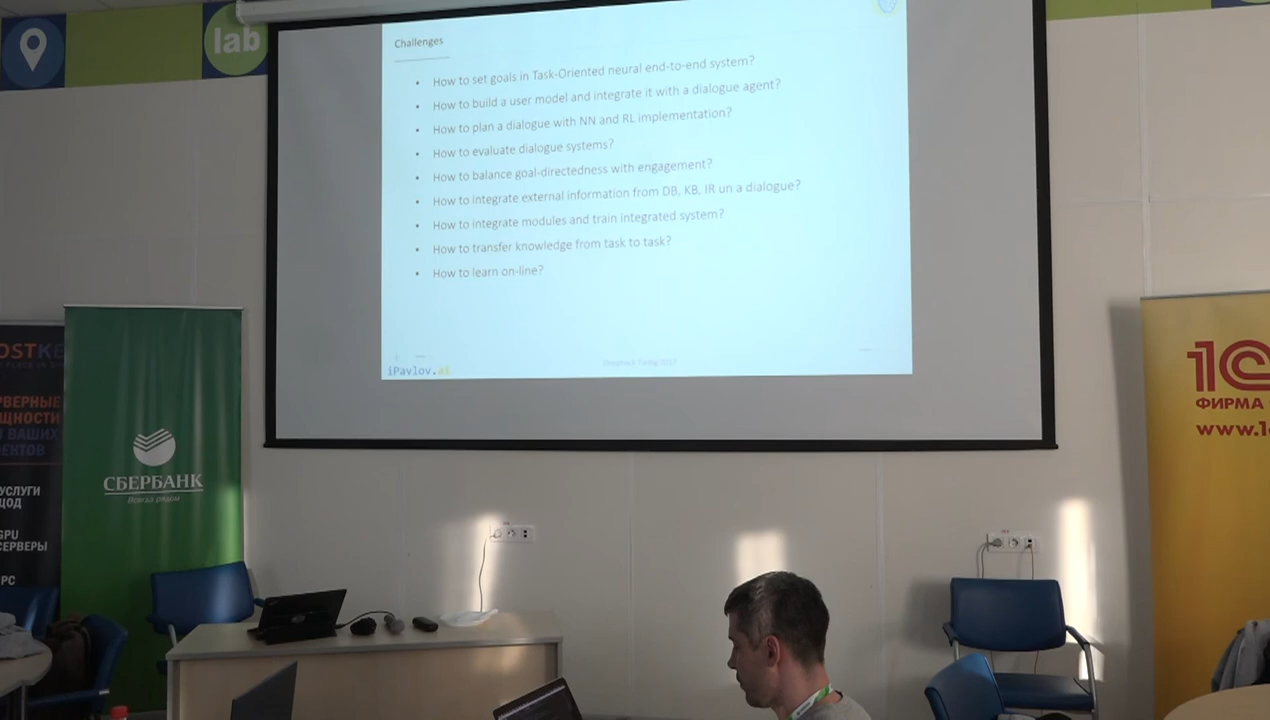 lab
Challenges
How to set goals in Task-Oriented neural end-to-end system?
How to build a user model and integrate it with a dialogue agent?
How to plan a dialogue with NN and RL implementation?
How to evaluate dialogue systems?
How to balance goal-directedness with engagement?
How to integrate external information from DB, KB, IR un a dialogue?
How to integrate modules and train integrated system?
How to transfer knowledge from task to task?
How to learn on-line?
iPavlov.ai
СБЕРБАНК
Всегда рядом
УСЛУГИ
ЦОД
GPU
СЕРВЕРЫ
1С
ФИРМА